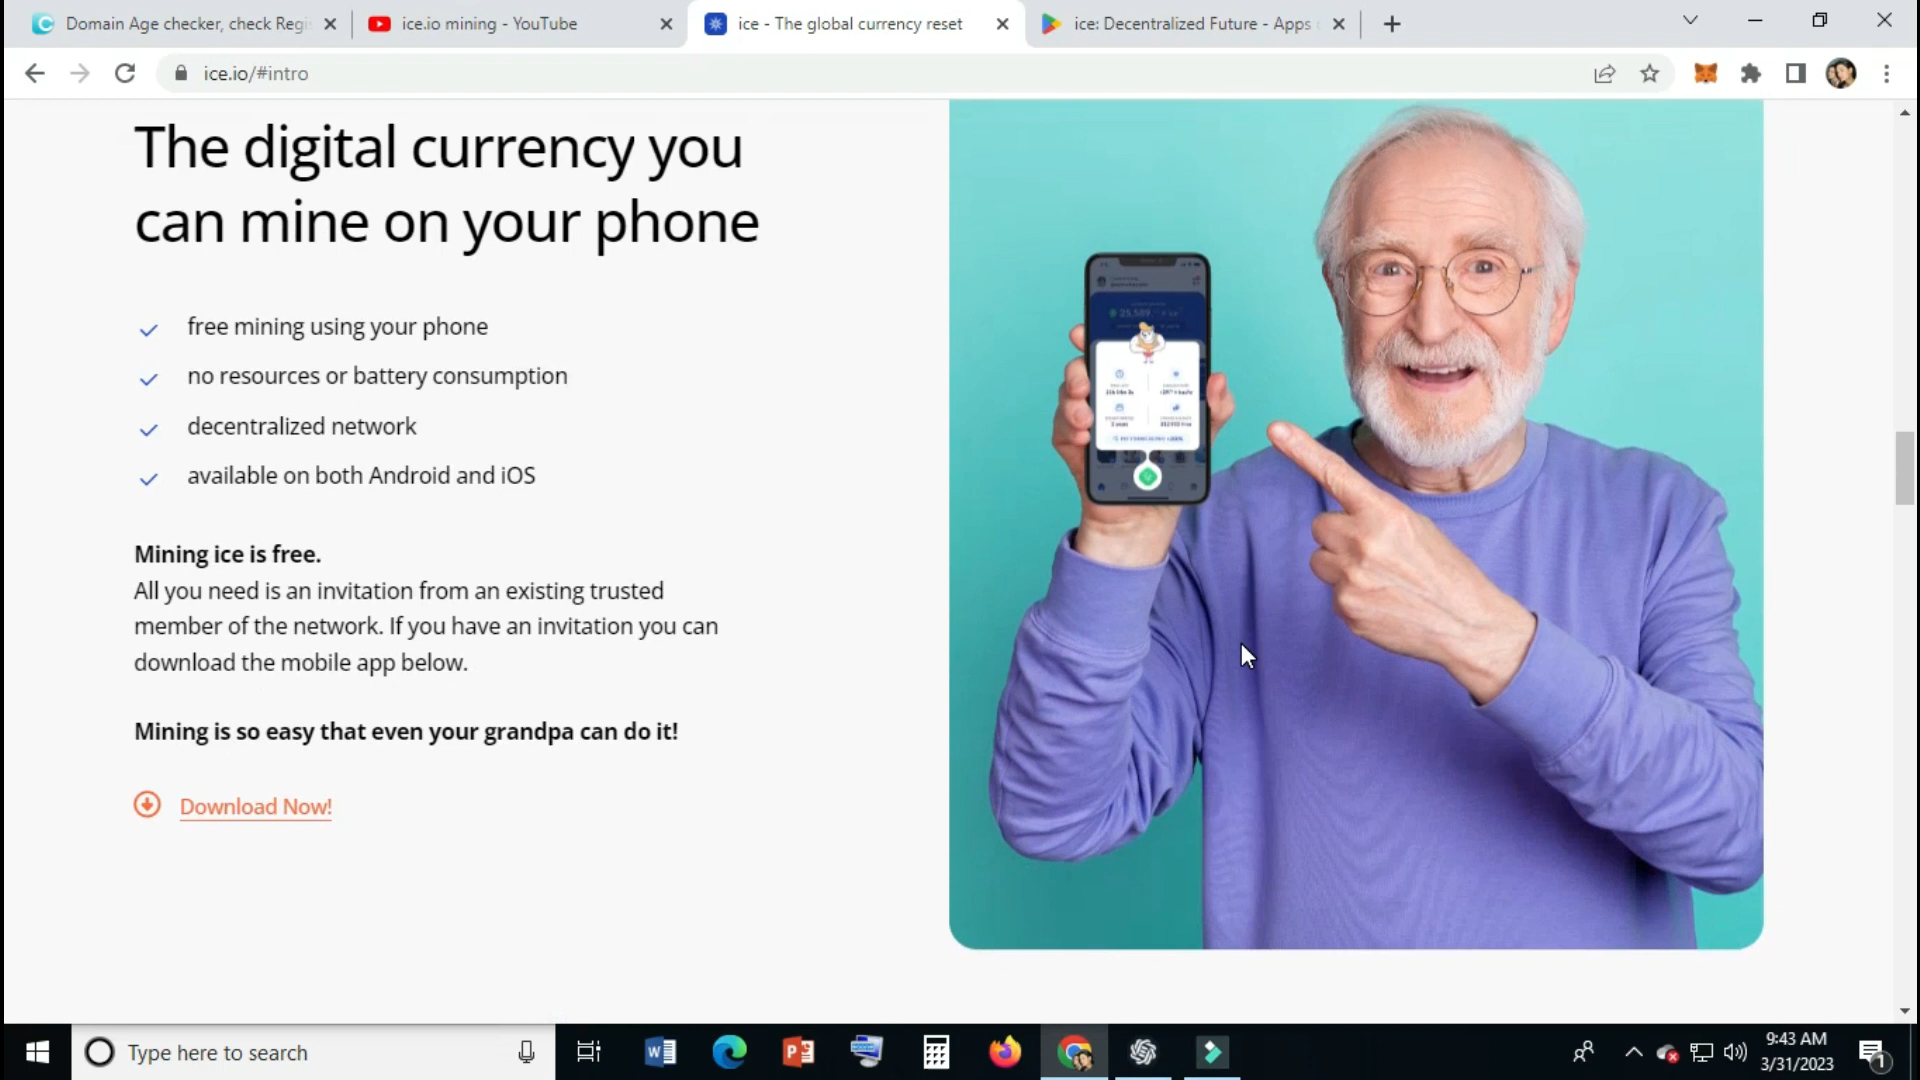 Domain Age checker, check Regi
ice.io mining - YouTube
ice - The global currency reset
ice: Decentralized Future - Apps
ice.io/#intro
The digital currency you
can mine on your phone
free mining using your phone
no resources or battery consumption
decentralized network
available on both Android and iOS
Mining ice is free.
All you need is an invitation from an existing trusted
member of the network. If you have an invitation you can
download the mobile app below.
Mining is so easy that even your grandpa can do it!
Download Now!
Type here to search
9:43 AM
3/31/2023
1